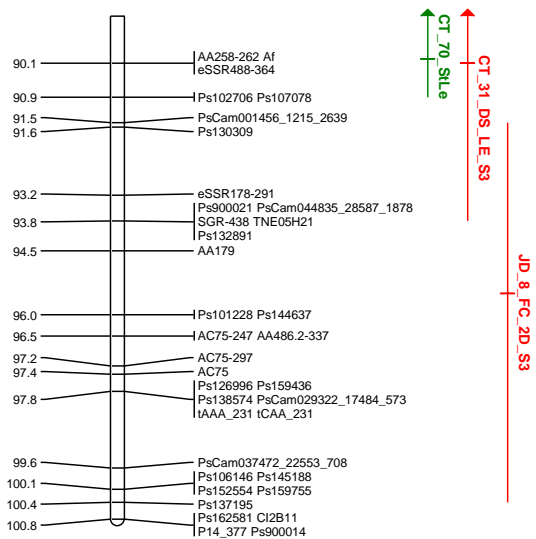 90.1
AA258-262 Af
eSSR488-364
90.9
Ps102706 Ps107078
91.5
PsCam001456_1215_2639
91.6
Ps130309
93.2
eSSR178-291
Ps900021 PsCam044835_28587_1878
93.8
SGR-438 TNE05H21
Ps132891
94.5
AA179
96.0
Ps101228 Ps144637
96.5
AC75-247 AA486.2-337
97.2
AC75-297
97.4
AC75
Ps126996 Ps159436
97.8
Ps138574 PsCam029322_17484_573
tAAA_231 tCAA_231
99.6
PsCam037472_22553_708
Ps106146 Ps145188
100.1
Ps152554 Ps159755
100.4
Ps137195
Ps162581 CI2B11
100.8
P14_377 Ps900014
CT_70_StLe
CT_31_DS_LE_S3
JD_8_FC_2D_S3